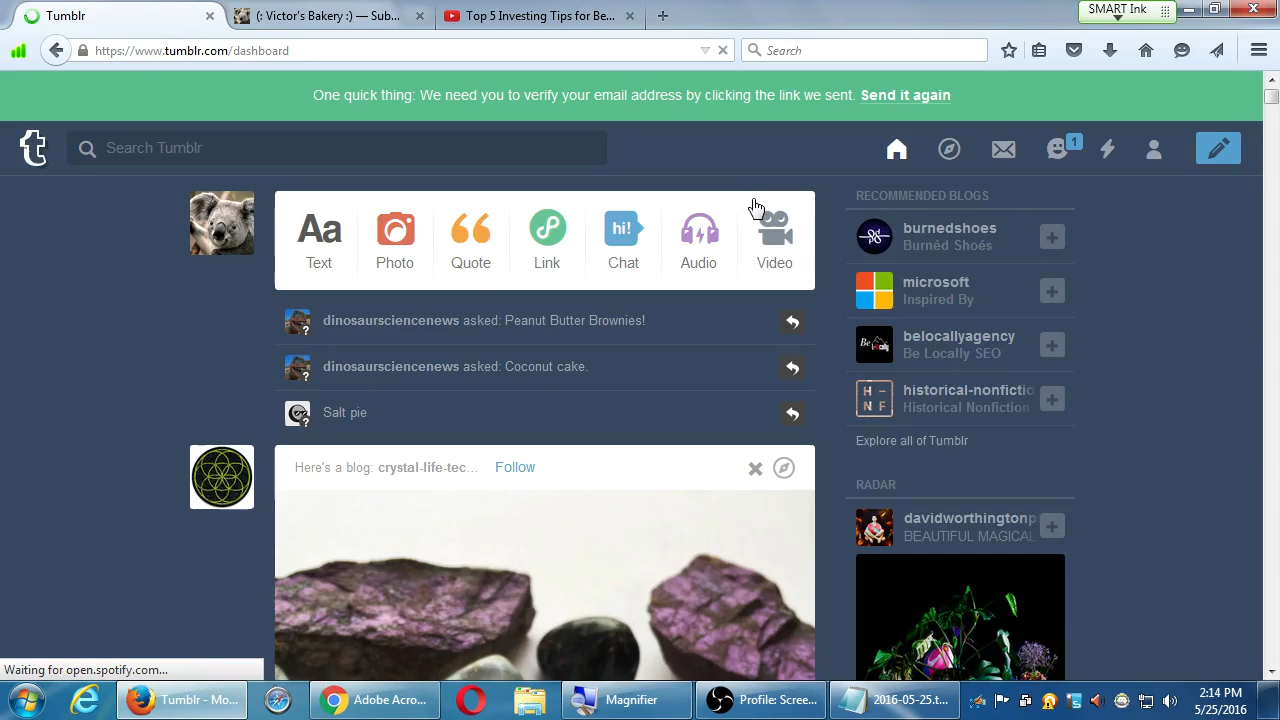 Tumblr
(: Victor's Bakery :) — Sub...
Top 5 Investing Tips for Be...
SMART Ink
https://www.tumblr.com/dashboard
Search
One quick thing: We need you to verify your email address by clicking the link we sent. Send it again
t
Search Tumblr
1
Aa
hi!
Text
Photo
Quote
Link
Chat
Audio
Video
dinosaursciencenews asked: Peanut Butter Brownies!
dinosaursciencenews asked: Coconut cake.
Salt pie
Here's a blog: crystal-life-tec... Follow
RECOMMENDED BLOGS
burnedshoes
Burnéd Shoés
microsoft
Inspired By
belocallyagency
Be Locally SEO
historical-nonfictio
Historical Nonfiction
Explore all of Tumblr
RADAR
davidworthingtonp
BEAUTIFUL MAGICAL
Waiting for open.spotify.com...
Tumblr - Mo...
Adobe Acro...
Magnifier
Profile: Scree...
2016-05-25.t...
2:14 PM
5/25/2016